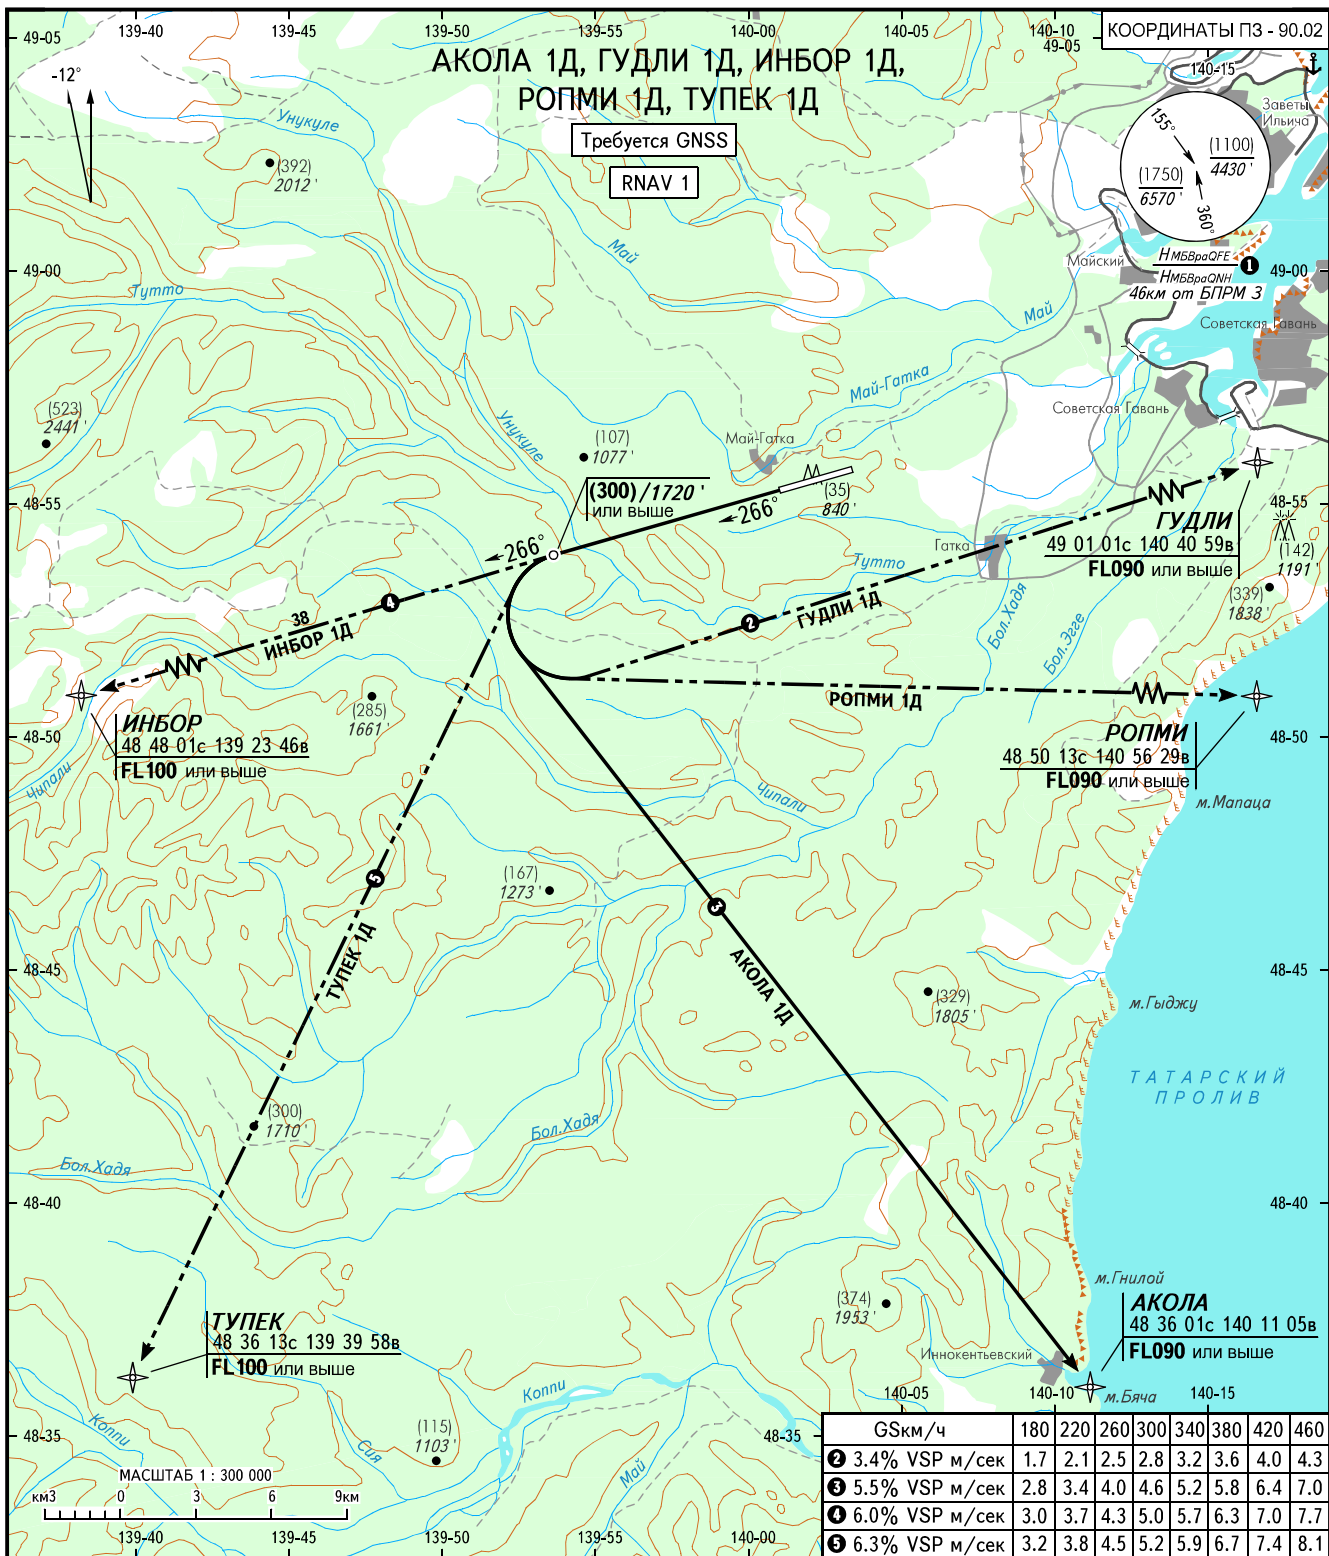 139-40 139-45 139-50 139-55 140-00 140-05 140-10
49-05
49-05
КООРДИНАТЫ ПЗ - 90.02
АКОЛА 1Д, ГУДЛИ 1Д, ИНБОР 1Д,
РОПМИ 1Д, ТУПЕК 1Д
Требуется GNSS
RNAV 1
-12°
140-15
Заветы
Ильича
155°
(1100)
4430 '
(1750)
6570 '
360°
Унукуле
(392)
2012 '
Май
Майский
НМБВраQFE
НМБВраQNH
1
46км от БПРМ 3
49-00
49-00
Тутто
Май
Советская Гавань
Май-Гатка
Советская Гавань
(523)
2441 '
Унукуле
(107)
1077 '
Май-Гатка
(300)/1720 '
или выше
266°
(35)
840 '
48-55
48-55
ГУДЛИ
49 01 01с 140 40 59в
FL090 или выше
(142)
1191 '
(339)
1838 '
266°
Гатка
Тутто
Бол.Хадя
Бол.Эгге
4
38
ИНБОР 1Д
2
ГУДЛИ 1Д
РОПМИ 1Д
(285)
1661 '
ИНБОР
48 48 01с 139 23 46в
FL100 или выше
48-50
48-50
РОПМИ
48 50 13с 140 56 29в
FL090 или выше
Чипали
Чипали
м.Мапаца
5
(167)
1273 '
3
ТУПЕК 1Д
АКОЛА 1Д
48-45
48-45
(329)
1805 '
м.Гыджу
ТАТАРСКИЙ
ПРОЛИВ
(300)
1710 '
Бол.Хадя
Бол.Хадя
48-40
48-40
м.Гнилой
(374)
1953 '
АКОЛА
48 36 01с 140 11 05в
FL090 или выше
ТУПЕК
48 36 13с 139 39 58в
FL100 или выше
Иннокентьевский
140-05 140-10 140-15
м.Бяча
Коппи
Коппи
Сия
Май
(115)
1103 '
48-35
48-35
МАСШТАБ 1 : 300 000
км3 0 3 6 9км
139-40 139-45 139-50 139-55 140-00
GSкм/ч 180 220 260 300 340 380 420 460
2 3.4% VSP м/сек 1.7 2.1 2.5 2.8 3.2 3.6 4.0 4.3
3 5.5% VSP м/сек 2.8 3.4 4.0 4.6 5.2 5.8 6.4 7.0
4 6.0% VSP м/сек 3.0 3.7 4.3 5.0 5.7 6.3 7.0 7.7
5 6.3% VSP м/сек 3.2 3.8 4.5 5.2 5.9 6.7 7.4 8.1